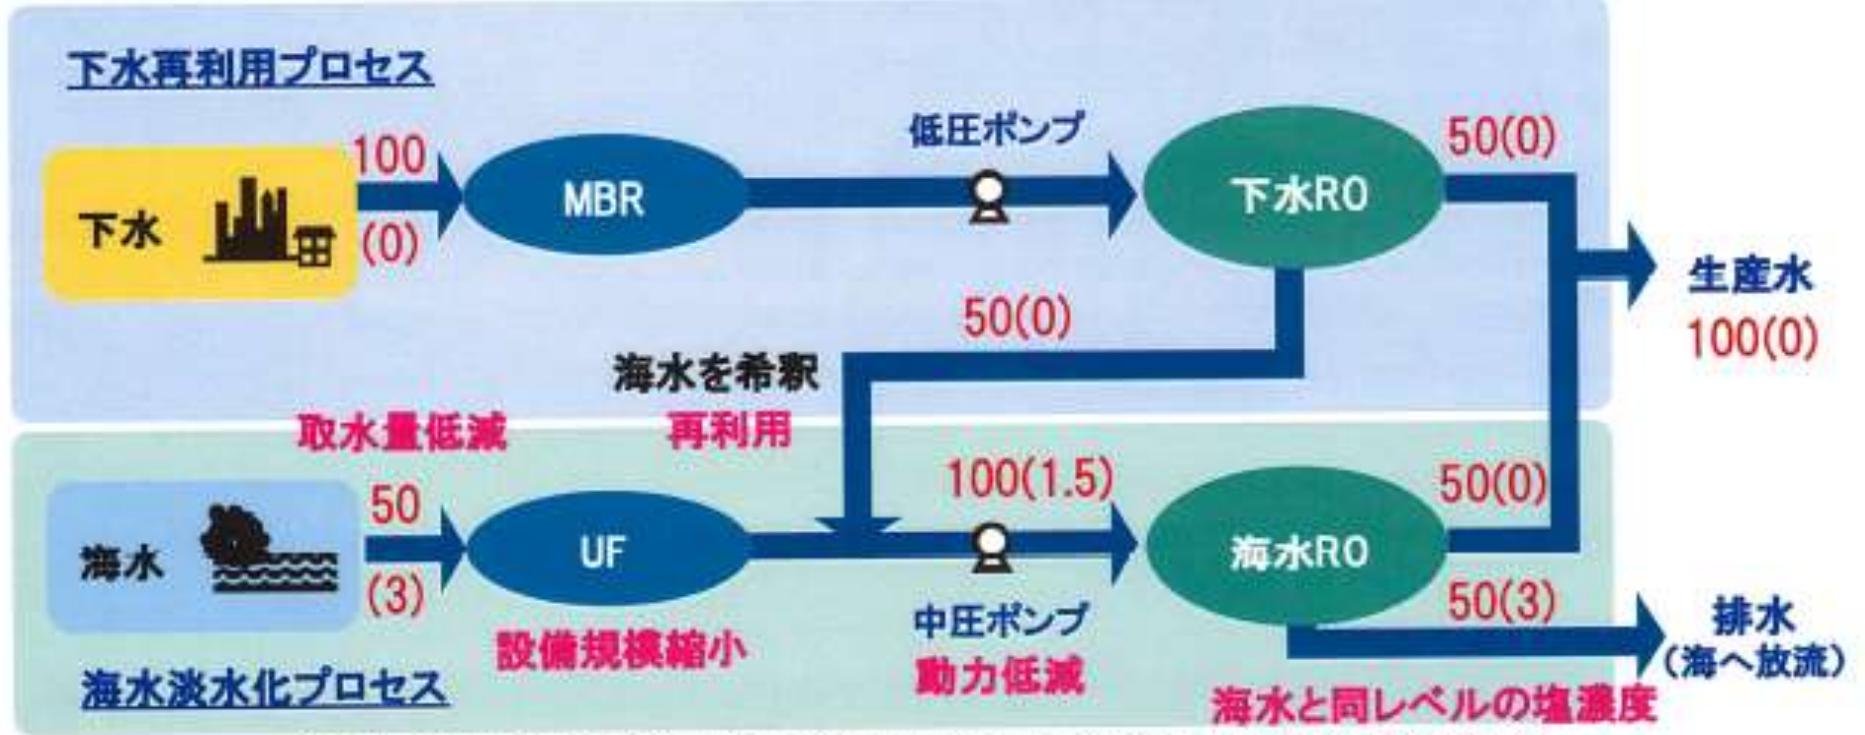 下水再利用プロセス
下水
100
(0)
MBR
低圧ポンプ
下水RO
50(0)
生産水
100(0)
50(0)
海水を希釈
再利用
取水量低減
海水
50
(3)
UF
設備規模縮小
100(1.5)
中圧ポンプ
動力低減
海水RO
50(0)
50(3)
排水
(海へ放流)
海水と同レベルの塩濃度
海水淡水化プロセス